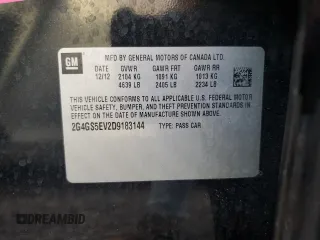 GM
MFD BY GENERAL MOTORS OF CANADA LTD.
DATE GVWR GAWR FRT GAWR RR
12/12 2104 KG 1091 KG 1013 KG
4639 LB 2405 LB 2234 LB
THIS VEHICLE CONFORMS TO ALL APPLICABLE U.S. FEDERAL MOTOR
VEHICLE SAFETY, BUMPER, AND THEFT PREVENTION STANDARDS
IN EFFECT ON THE DATE OF MANUFACTURE SHOWN ABOVE.
2G4GS5EV2D9183144 TYPE: PASS CAR
DREAMBID